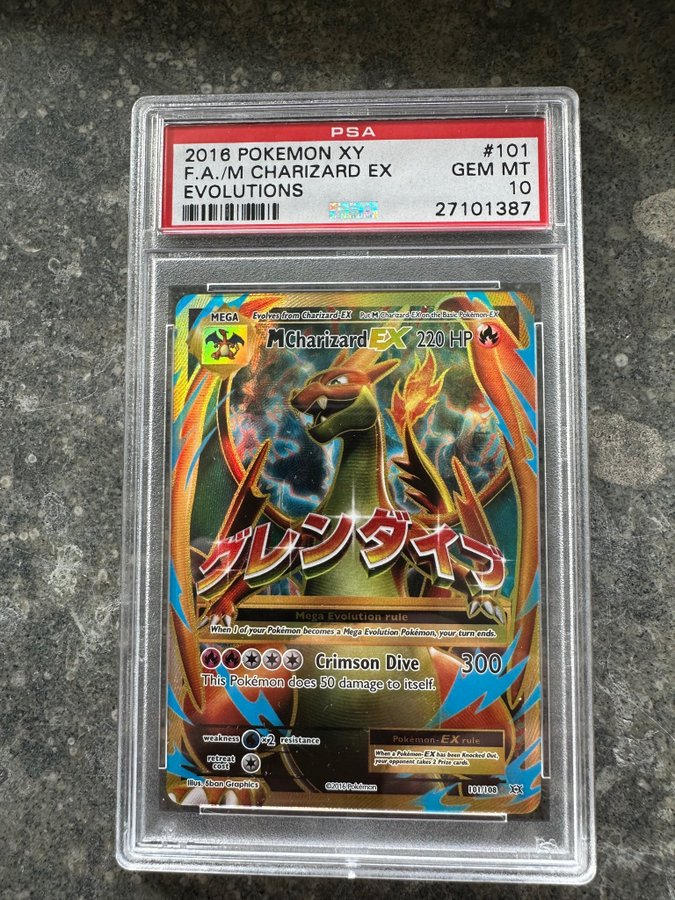 PSA
2016 POKEMON XY #101
F.A./M CHARIZARD EX GEM MT
EVOLUTIONS 10
27101387
MEGA Evolves from Charizard-EX Put M Charizard-EX on the Basic Pokémon-EX
M Charizard EX 220 HP
グレンダイブ
Mega Evolution rule
When 1 of your Pokémon becomes a Mega Evolution Pokémon, your turn ends.
Crimson Dive 300
This Pokémon does 50 damage to itself.
weakness ×2 resistance
retreat
cost
Pokémon-EX rule
When a Pokémon-EX has been Knocked Out,
your opponent takes 2 Prize cards.
Illus. 5ban Graphics
©2016 Pokémon
101/108